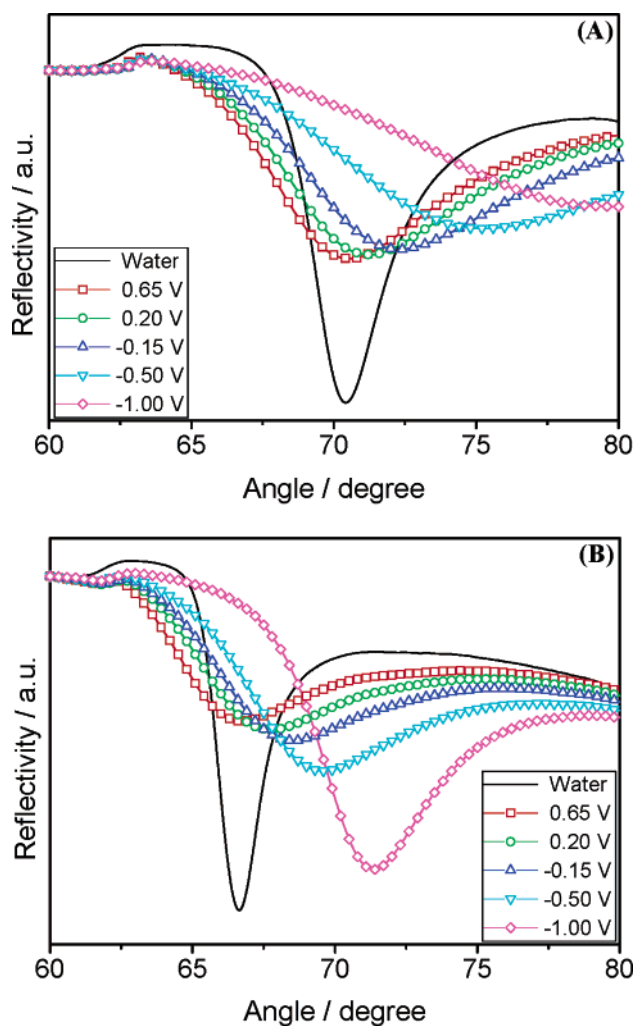 (A)
Reflectivity / a.u.
Water
0.65 V
0.20 V
-0.15 V
-0.50 V
-1.00 V
60 65 70 75 80
Angle / degree
(B)
Reflectivity / a.u.
Water
0.65 V
0.20 V
-0.15 V
-0.50 V
-1.00 V
60 65 70 75 80
Angle / degree